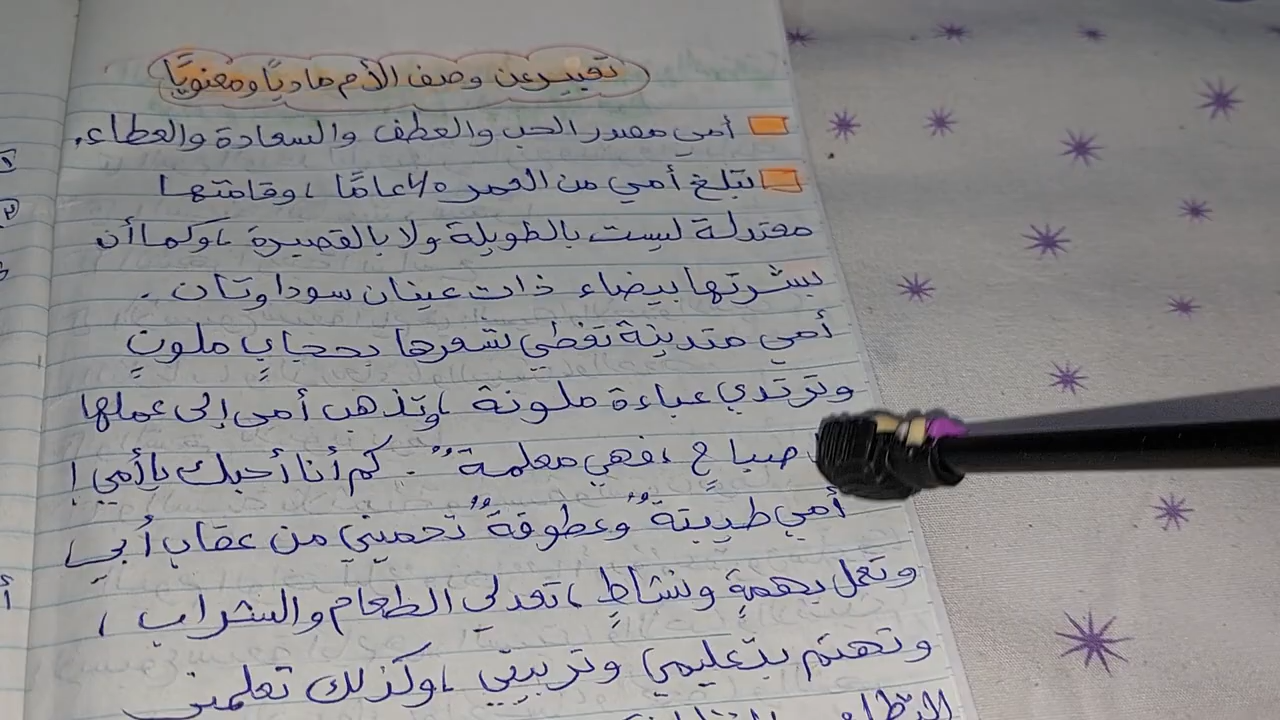 تعبير عن وصف الأم ماديًا ومعنويًا
أمي مصدر الحب والعطف والسعادة والعطاء.
تبلغ أمي من العمر ٤٥ عامًا ، وقامتها
معتدلة ليست بالطويلة ولا بالقصيرة ، وكما أن
بشرتها بيضاء ذات عينان سوداوتان .
أمي متدينة تغطي شعرها بحجابٍ ملونٍ
وترتدي عباءة ملونة ، وتذهب أمي إلى عملها
صباحٍ ، فهي معلمةٌ . كم أنا أحبك يا أمي !
أمي طيبتةٌ وعطوقةٌ تحميني من عقاب أبي ،
وتعمل بهمةٍ ونشاطٍ ، تعد لي الطعام والشراب ،
وتهتم بتعليمي وتربيتي ، وكذلك تعلمني